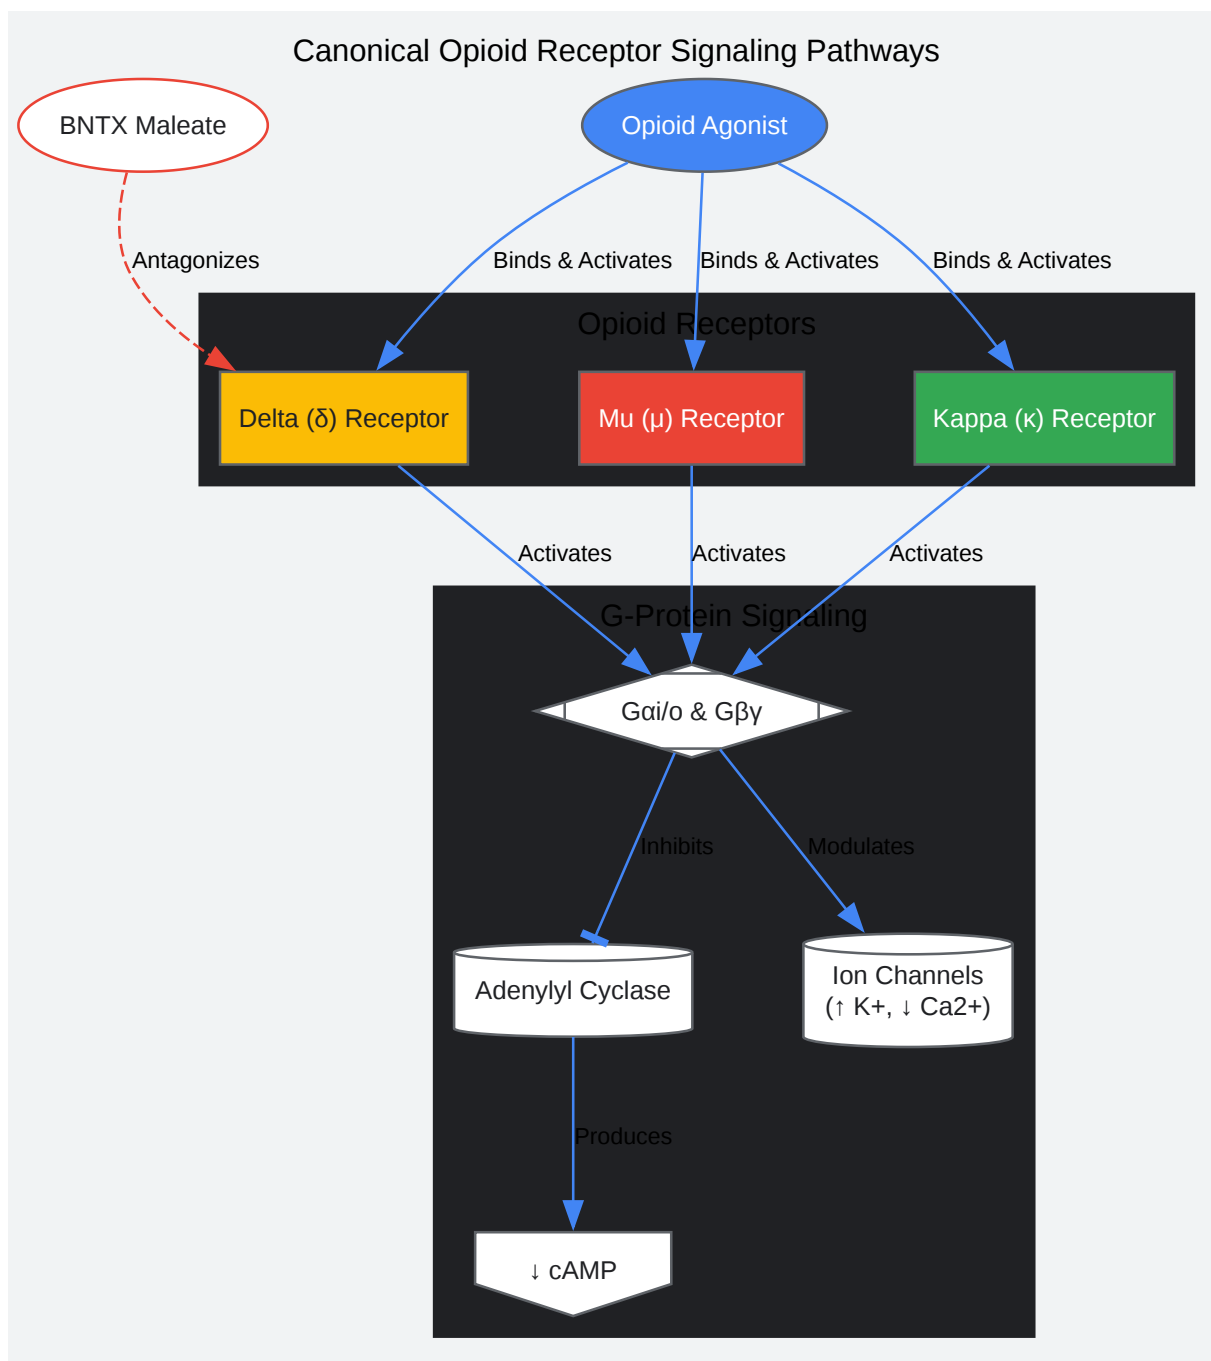 Canonical Opioid Receptor Signaling Pathways
BNTX Maleate
Opioid Agonist
Antagonizes
Binds & Activates
Binds & Activates
Binds & Activates
Opioid Receptors
Delta (δ) Receptor
Mu (μ) Receptor
Kappa (κ) Receptor
Activates
Activates
Activates
G-Protein Signaling
Gαi/o & Gβγ
Inhibits
Modulates
Adenylyl Cyclase
Ion Channels
(↑ K+, ↓ Ca2+)
Produces
↓ cAMP